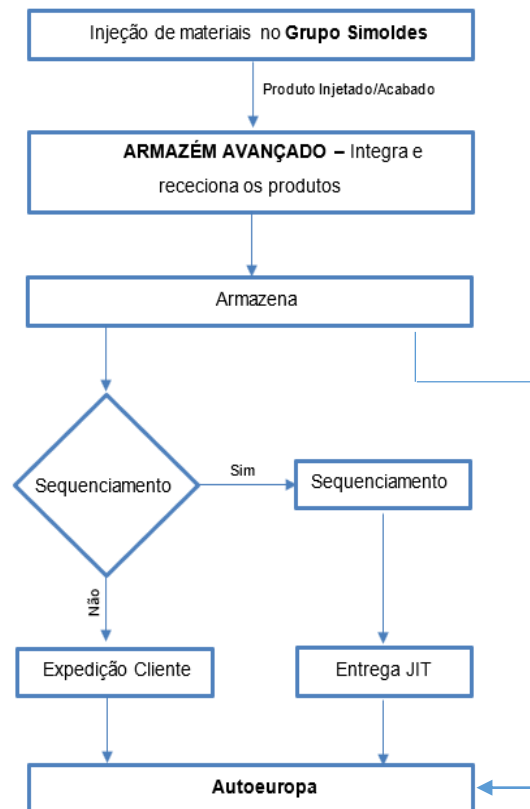 Injeção de materiais no Grupo Simoldes
Produto Injetado/Acabado
ARMAZÉM AVANÇADO – Integra e
receciona os produtos
Armazena
Sequenciamento
Sim
Sequenciamento
Não
Expedição Cliente
Entrega JIT
Autoeuropa